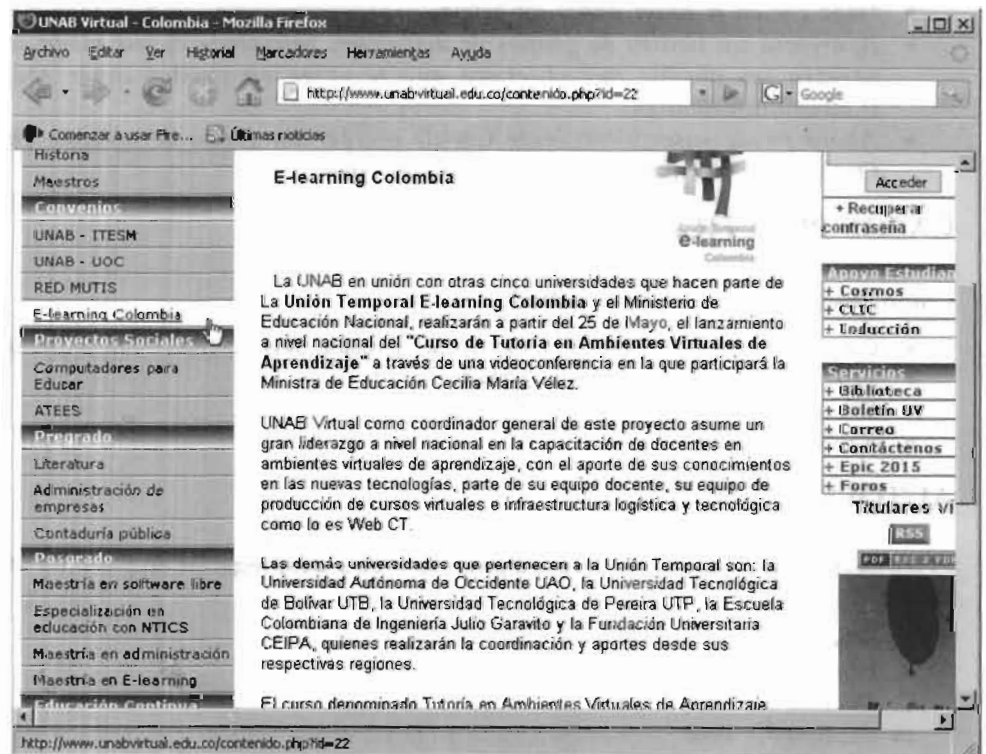 UNAB Virtual - Colombia - Mozilla Firefox
Archivo Editar Ver Historial Marcadores Herramientas Ayuda
http://www.unabvirtual.edu.co/contenido.php?id=22
G Google
Comenzar a usar Fire... Últimas noticias
Historia
Maestros
Convenios
UNAB - ITESM
UNAB - UOC
RED MUTIS
E-learning Colombia
Proyectos Sociales
Computadores para
Educar
ATEES
Pregrado
Literatura
Administración de
empresas
Contaduría pública
Posgrado
Maestría en software libre
Especialización en
educación con NTICS
Maestría en administración
Maestría en E-learning
Educación Continua
E-learning Colombia
Unión Temporal
e-learning
Colombia
La UNAB en unión con otras cinco universidades que hacen parte de
La Unión Temporal E-learning Colombia y el Ministerio de
Educación Nacional, realizarán a partir del 25 de Mayo, el lanzamiento
a nivel nacional del "Curso de Tutoría en Ambientes Virtuales de
Aprendizaje" a través de una videoconferencia en la que participará la
Ministra de Educación Cecilia María Vélez.
UNAB Virtual como coordinador general de este proyecto asume un
gran liderazgo a nivel nacional en la capacitación de docentes en
ambientes virtuales de aprendizaje, con el aporte de sus conocimientos
en las nuevas tecnologías, parte de su equipo docente, su equipo de
producción de cursos virtuales e infraestructura logística y tecnológica
como lo es Web CT.
Las demás universidades que pertenecen a la Unión Temporal son: la
Universidad Autónoma de Occidente UAO, la Universidad Tecnológica
de Bolívar UTB, la Universidad Tecnológica de Pereira UTP, la Escuela
Colombiana de Ingeniería Julio Garavito y la Fundación Universitaria
CEIPA, quienes realizarán la coordinación y aportes desde sus
respectivas regiones.
El curso denominado Tutoría en Ambientes Virtuales de Aprendizaje
Acceder
+ Recuperar
contraseña
Apoyo Estudian
+ Cosmos
+ CLIC
+ Inducción
Servicios
+ Biblioteca
+ Boletín UV
+ Correo
+ Contáctenos
+ Epic 2015
+ Foros
Titulares Vi
RSS
http://www.unabvirtual.edu.co/contenido.php?id=22